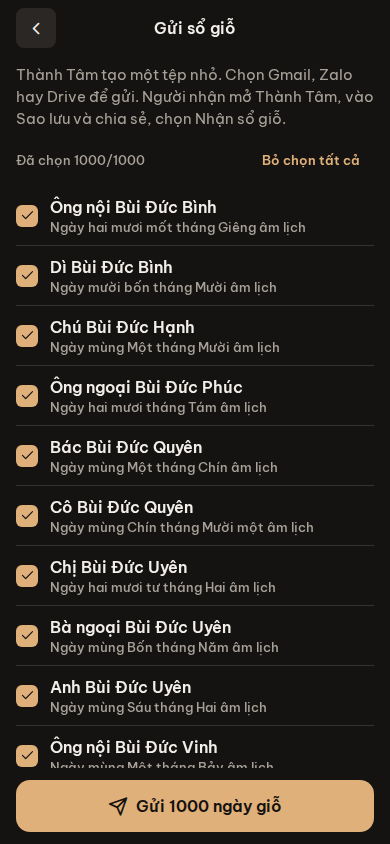 Gửi sổ giỗ
Thành Tâm tạo một tệp nhỏ. Chọn Gmail, Zalo
hay Drive để gửi. Người nhận mở Thành Tâm, vào
Sao lưu và chia sẻ, chọn Nhận sổ giỗ.
Đã chọn 1000/1000 Bỏ chọn tất cả
Ông nội Bùi Đức Bình
Ngày hai mươi mốt tháng Giêng âm lịch
Dì Bùi Đức Bình
Ngày mười bốn tháng Mười âm lịch
Chú Bùi Đức Hạnh
Ngày mùng Một tháng Mười âm lịch
Ông ngoại Bùi Đức Phúc
Ngày hai mươi tháng Tám âm lịch
Bác Bùi Đức Quyên
Ngày mùng Một tháng Chín âm lịch
Cô Bùi Đức Quyên
Ngày mùng Chín tháng Mười một âm lịch
Chị Bùi Đức Uyên
Ngày hai mươi tư tháng Hai âm lịch
Bà ngoại Bùi Đức Uyên
Ngày mùng Bốn tháng Năm âm lịch
Anh Bùi Đức Uyên
Ngày mùng Sáu tháng Hai âm lịch
Ông nội Bùi Đức Vinh
Ngày mùng Một tháng Bảy âm lịch
Gửi 1000 ngày giỗ